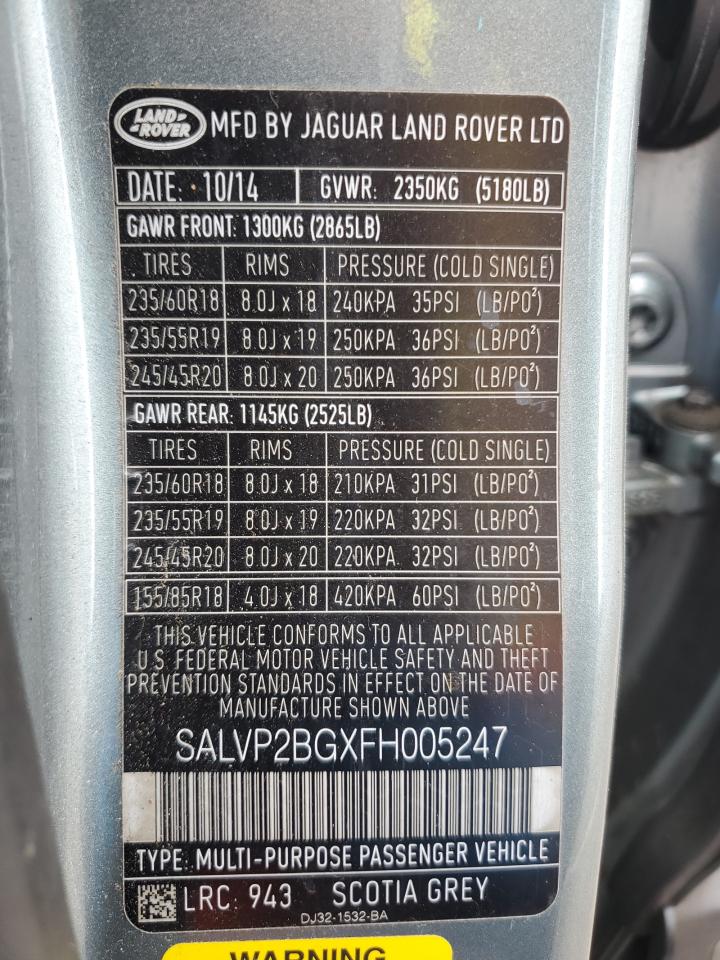 LAND ROVER
MFD BY JAGUAR LAND ROVER LTD
DATE: 10/14 GVWR: 2350KG (5180LB)
GAWR FRONT: 1300KG (2865LB)
TIRES RIMS PRESSURE (COLD SINGLE)
235/60R18 8.0J x 18 240KPA 35PSI (LB/PO²)
235/55R19 8.0J x 19 250KPA 36PSI (LB/PO²)
245/45R20 8.0J x 20 250KPA 36PSI (LB/PO²)
GAWR REAR: 1145KG (2525LB)
TIRES RIMS PRESSURE (COLD SINGLE)
235/60R18 8.0J x 18 210KPA 31PSI (LB/PO²)
235/55R19 8.0J x 19 220KPA 32PSI (LB/PO²)
245/45R20 8.0J x 20 220KPA 32PSI (LB/PO²)
155/85R18 4.0J x 18 420KPA 60PSI (LB/PO²)
THIS VEHICLE CONFORMS TO ALL APPLICABLE
U.S. FEDERAL MOTOR VEHICLE SAFETY AND THEFT
PREVENTION STANDARDS IN EFFECT ON THE DATE OF
MANUFACTURE SHOWN ABOVE
SALVP2BGXFH005247
TYPE: MULTI-PURPOSE PASSENGER VEHICLE
LRC: 943 SCOTIA GREY
DJ32-1532-BA
WARNING